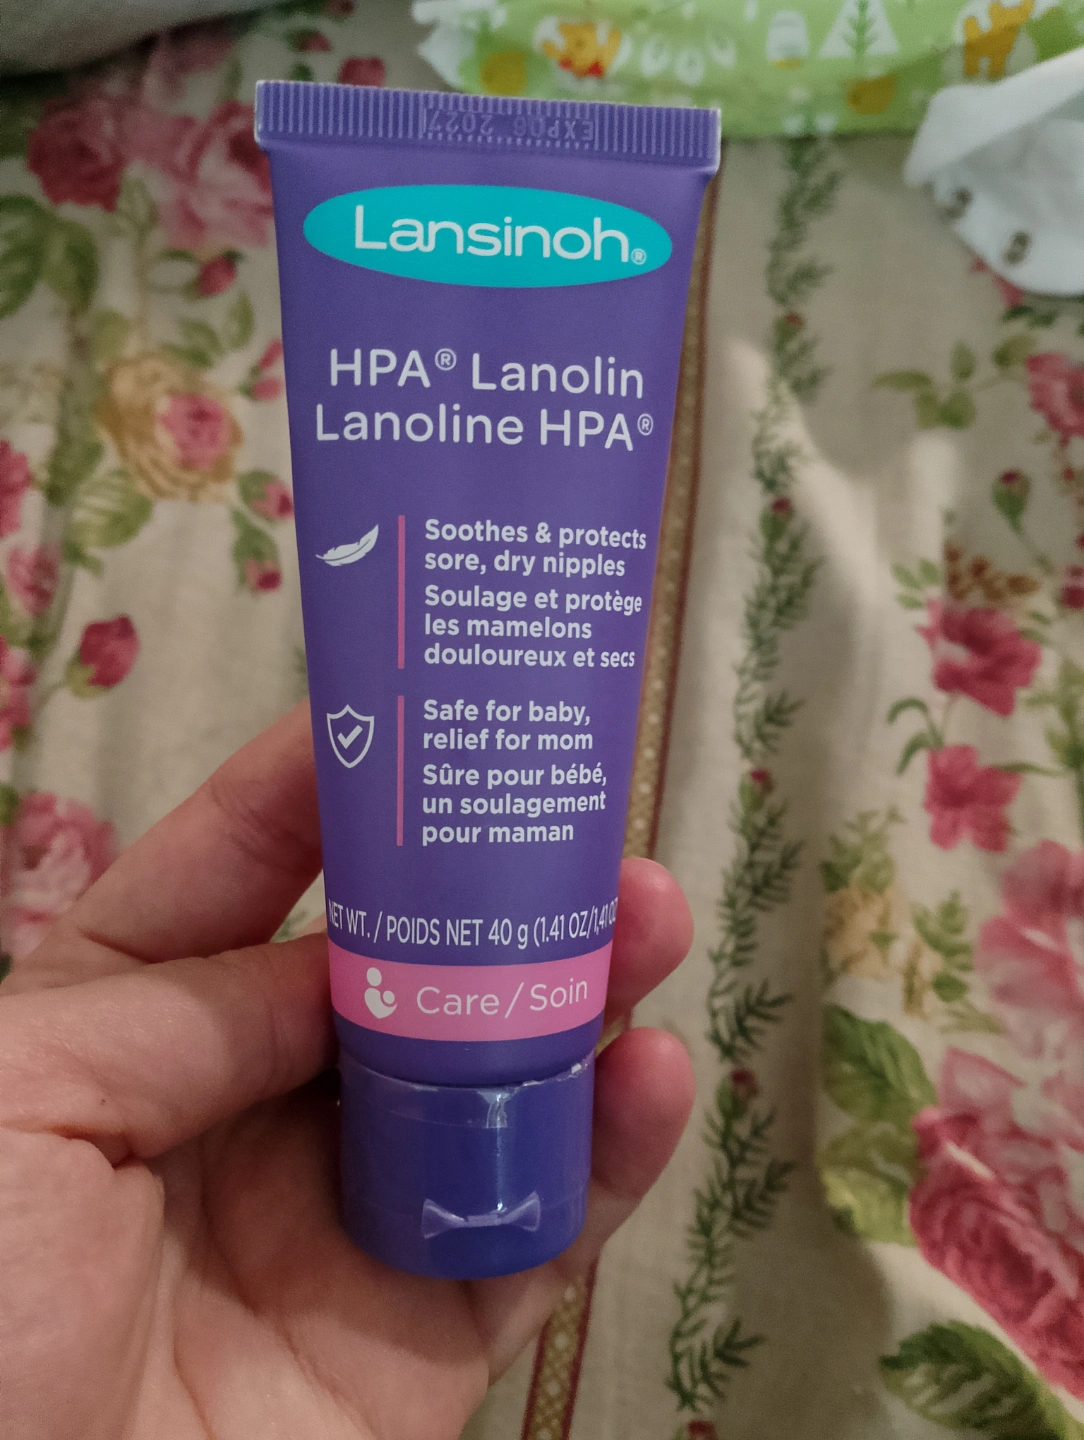 EXP06 2027
Lansinoh®
HPA® Lanolin
Lanoline HPA®
Soothes & protects
sore, dry nipples
Soulage et protège
les mamelons
douloureux et secs
Safe for baby,
relief for mom
Sûre pour bébé,
un soulagement
pour maman
NET WT. / POIDS NET 40 g (1.41 OZ/1,41 OZ
Care / Soin